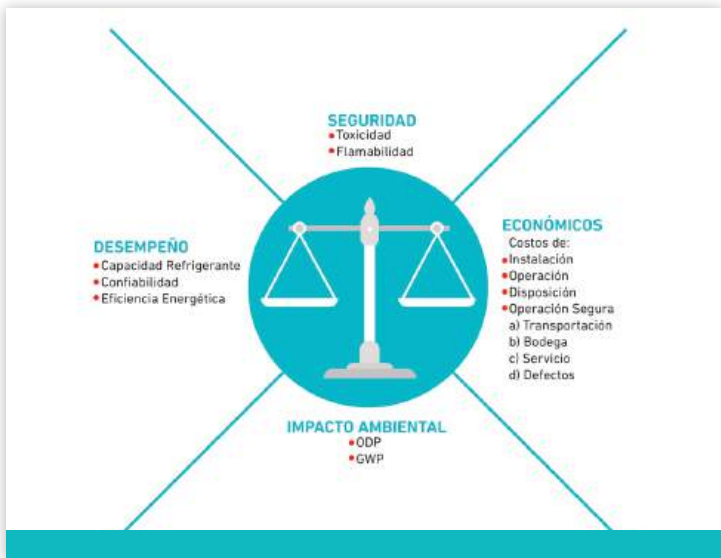 SEGURIDAD
•Toxicidad
•Flamabilidad
DESEMPEÑO
•Capacidad Refrigerante
•Confiabilidad
•Eficiencia Energética
ECONÓMICOS
Costos de:
•Instalación
•Operación
•Disposición
•Operación Segura
a) Transportación
b) Bodega
c) Servicio
d) Defectos
IMPACTO AMBIENTAL
•ODP
•GWP